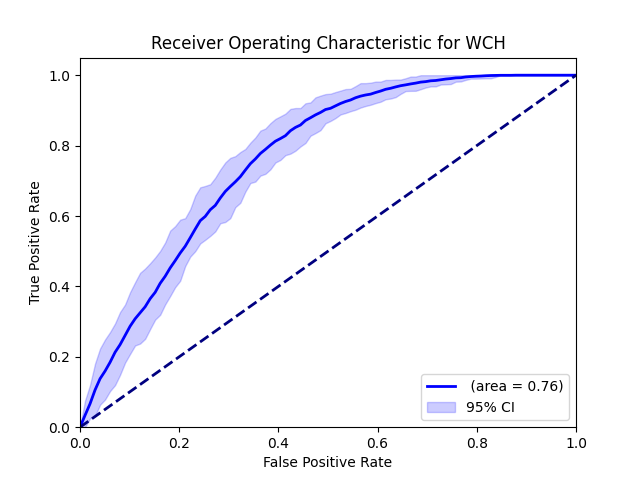 Receiver Operating Characteristic for WCH
True Positive Rate
1.0
0.8
0.6
0.4
0.2
0.0
0.0 0.2 0.4 0.6 0.8 1.0
False Positive Rate
(area = 0.76)
95% CI